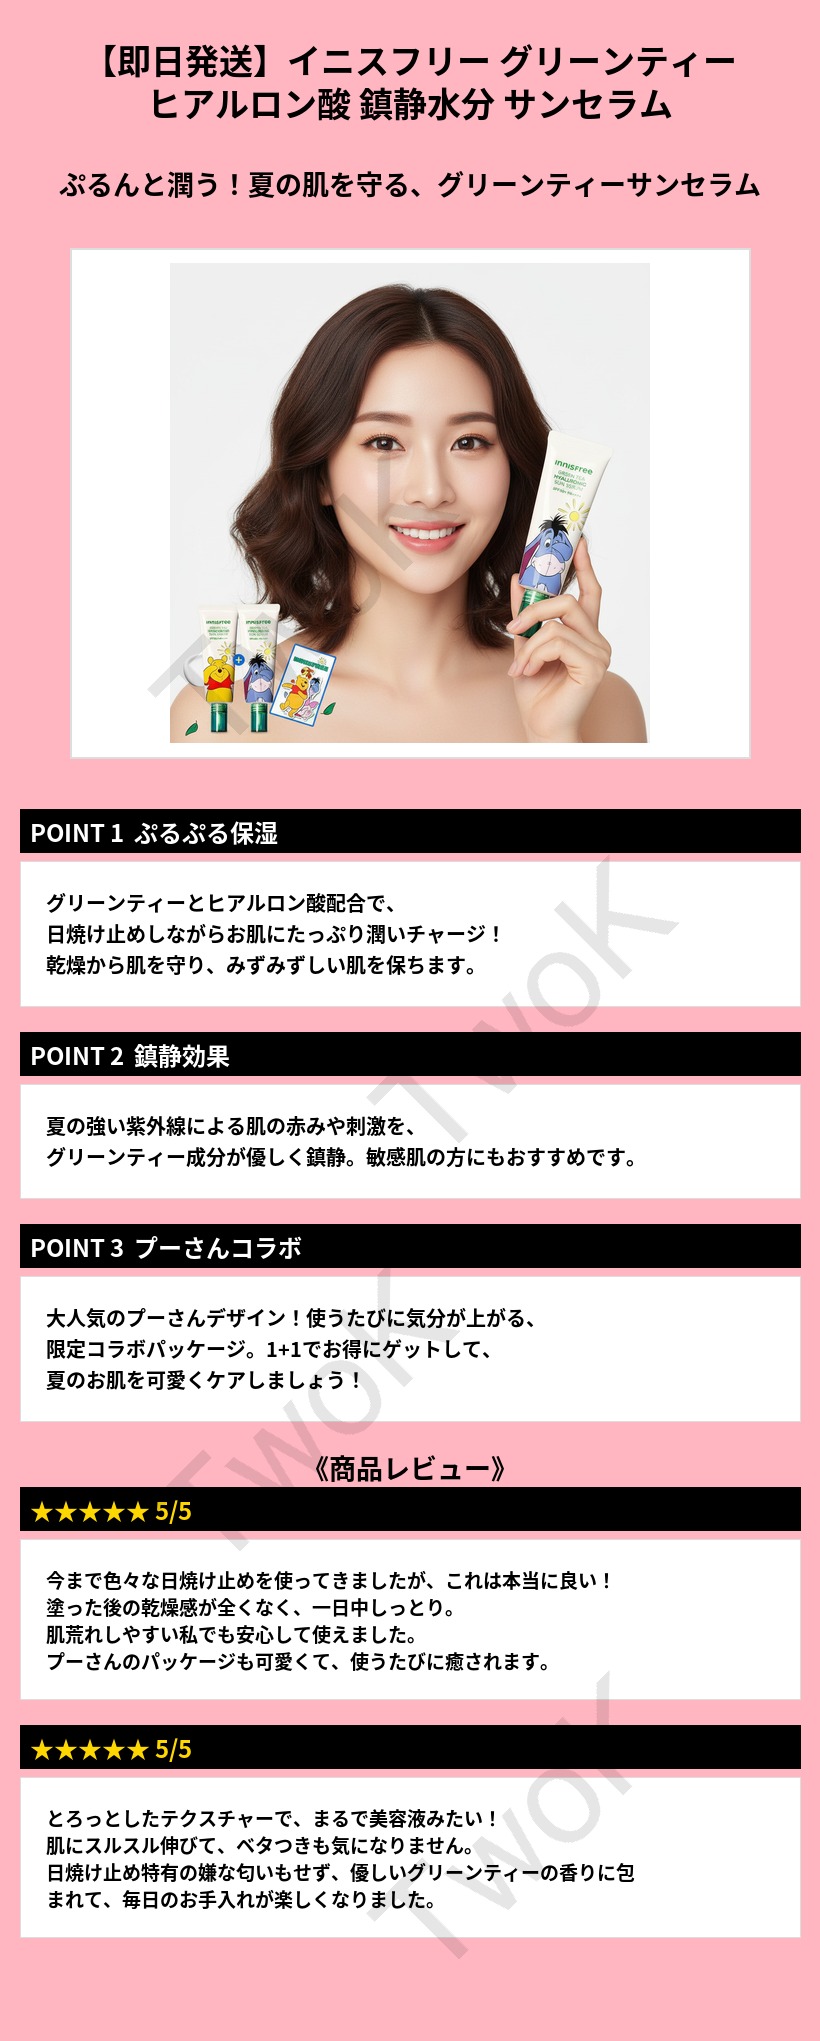 【即日発送】イニスフリー グリーンティー
ヒアルロン酸 鎮静水分 サンセラム
ぷるんと潤う！夏の肌を守る、グリーンティーサンセラム
innisfree
GREEN TEA
HYALURONIC
SUN SERUM
innisfree
innisfree
TwoK
POINT 1 ぷるぷる保湿
グリーンティーとヒアルロン酸配合で、
日焼け止めしながらお肌にたっぷり潤いチャージ！
乾燥から肌を守り、みずみずしい肌を保ちます。
TwoK
POINT 2 鎮静効果
夏の強い紫外線による肌の赤みや刺激を、
グリーンティー成分が優しく鎮静。敏感肌の方にもおすすめです。
POINT 3 プーさんコラボ
大人気のプーさんデザイン！使うたびに気分が上がる、
限定コラボパッケージ。1+1でお得にゲットして、
夏のお肌を可愛くケアしましょう！
TwoK
《商品レビュー》
★★★★★ 5/5
今まで色々な日焼け止めを使ってきましたが、これは本当に良い！
塗った後の乾燥感が全くなく、一日中しっとり。
肌荒れしやすい私でも安心して使えました。
プーさんのパッケージも可愛くて、使うたびに癒されます。
★★★★★ 5/5
とろっとしたテクスチャーで、まるで美容液みたい！
肌にスルスル伸びて、ベタつきも気になりません。
日焼け止め特有の嫌な匂いもせず、優しいグリーンティーの香りに包
まれて、毎日のお手入れが楽しくなりました。
TwoK